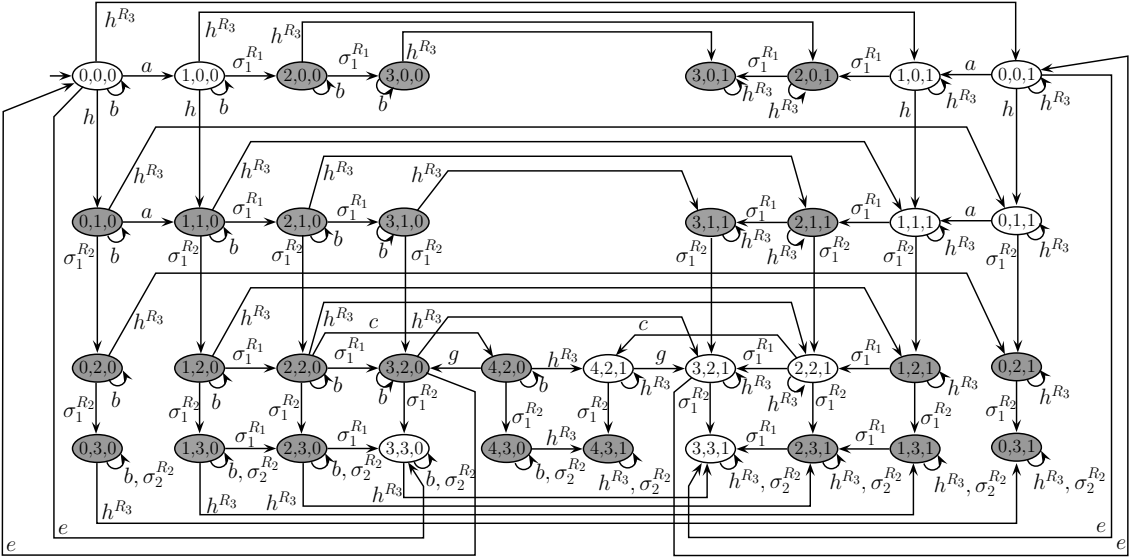 h^{R_3} h^{R_3} h^{R_3} h^{R_3}
a σ_1^{R_1} σ_1^{R_1} σ_1^{R_1} σ_1^{R_1} a
0,0,0 1,0,0 2,0,0 3,0,0 3,0,1 2,0,1 1,0,1 0,0,1
b b b b h^{R_3} h^{R_3} h^{R_3} h^{R_3}
h h h h
h^{R_3} h^{R_3} h^{R_3} h^{R_3}
a σ_1^{R_1} σ_1^{R_1} σ_1^{R_1} σ_1^{R_1} a
0,1,0 1,1,0 2,1,0 3,1,0 3,1,1 2,1,1 1,1,1 0,1,1
b b b b h^{R_3} h^{R_3} h^{R_3} h^{R_3}
σ_1^{R_2} σ_1^{R_2} σ_1^{R_2} σ_1^{R_2} σ_1^{R_2} σ_1^{R_2} σ_1^{R_2} σ_1^{R_2}
h^{R_3} h^{R_3} h^{R_3} c h^{R_3} c
σ_1^{R_1} σ_1^{R_1} g h^{R_3} g σ_1^{R_1} σ_1^{R_1}
0,2,0 1,2,0 2,2,0 3,2,0 4,2,0 4,2,1 3,2,1 2,2,1 1,2,1 0,2,1
b b b b b h^{R_3} h^{R_3} h^{R_3} h^{R_3} h^{R_3}
σ_1^{R_2} σ_1^{R_2} σ_1^{R_2} σ_1^{R_2} σ_1^{R_2} σ_1^{R_2} σ_1^{R_2} σ_1^{R_2} σ_1^{R_2} σ_1^{R_2}
σ_1^{R_1} σ_1^{R_1} h^{R_3} σ_1^{R_1} σ_1^{R_1}
0,3,0 1,3,0 2,3,0 3,3,0 4,3,0 4,3,1 3,3,1 2,3,1 1,3,1 0,3,1
b, σ_2^{R_2} b, σ_2^{R_2} b, σ_2^{R_2} b, σ_2^{R_2} b, σ_2^{R_2} h^{R_3}, σ_2^{R_2} h^{R_3}, σ_2^{R_2} h^{R_3}, σ_2^{R_2} h^{R_3}, σ_2^{R_2} h^{R_3}, σ_2^{R_2}
h^{R_3} h^{R_3} h^{R_3} h^{R_3}
e e
e e